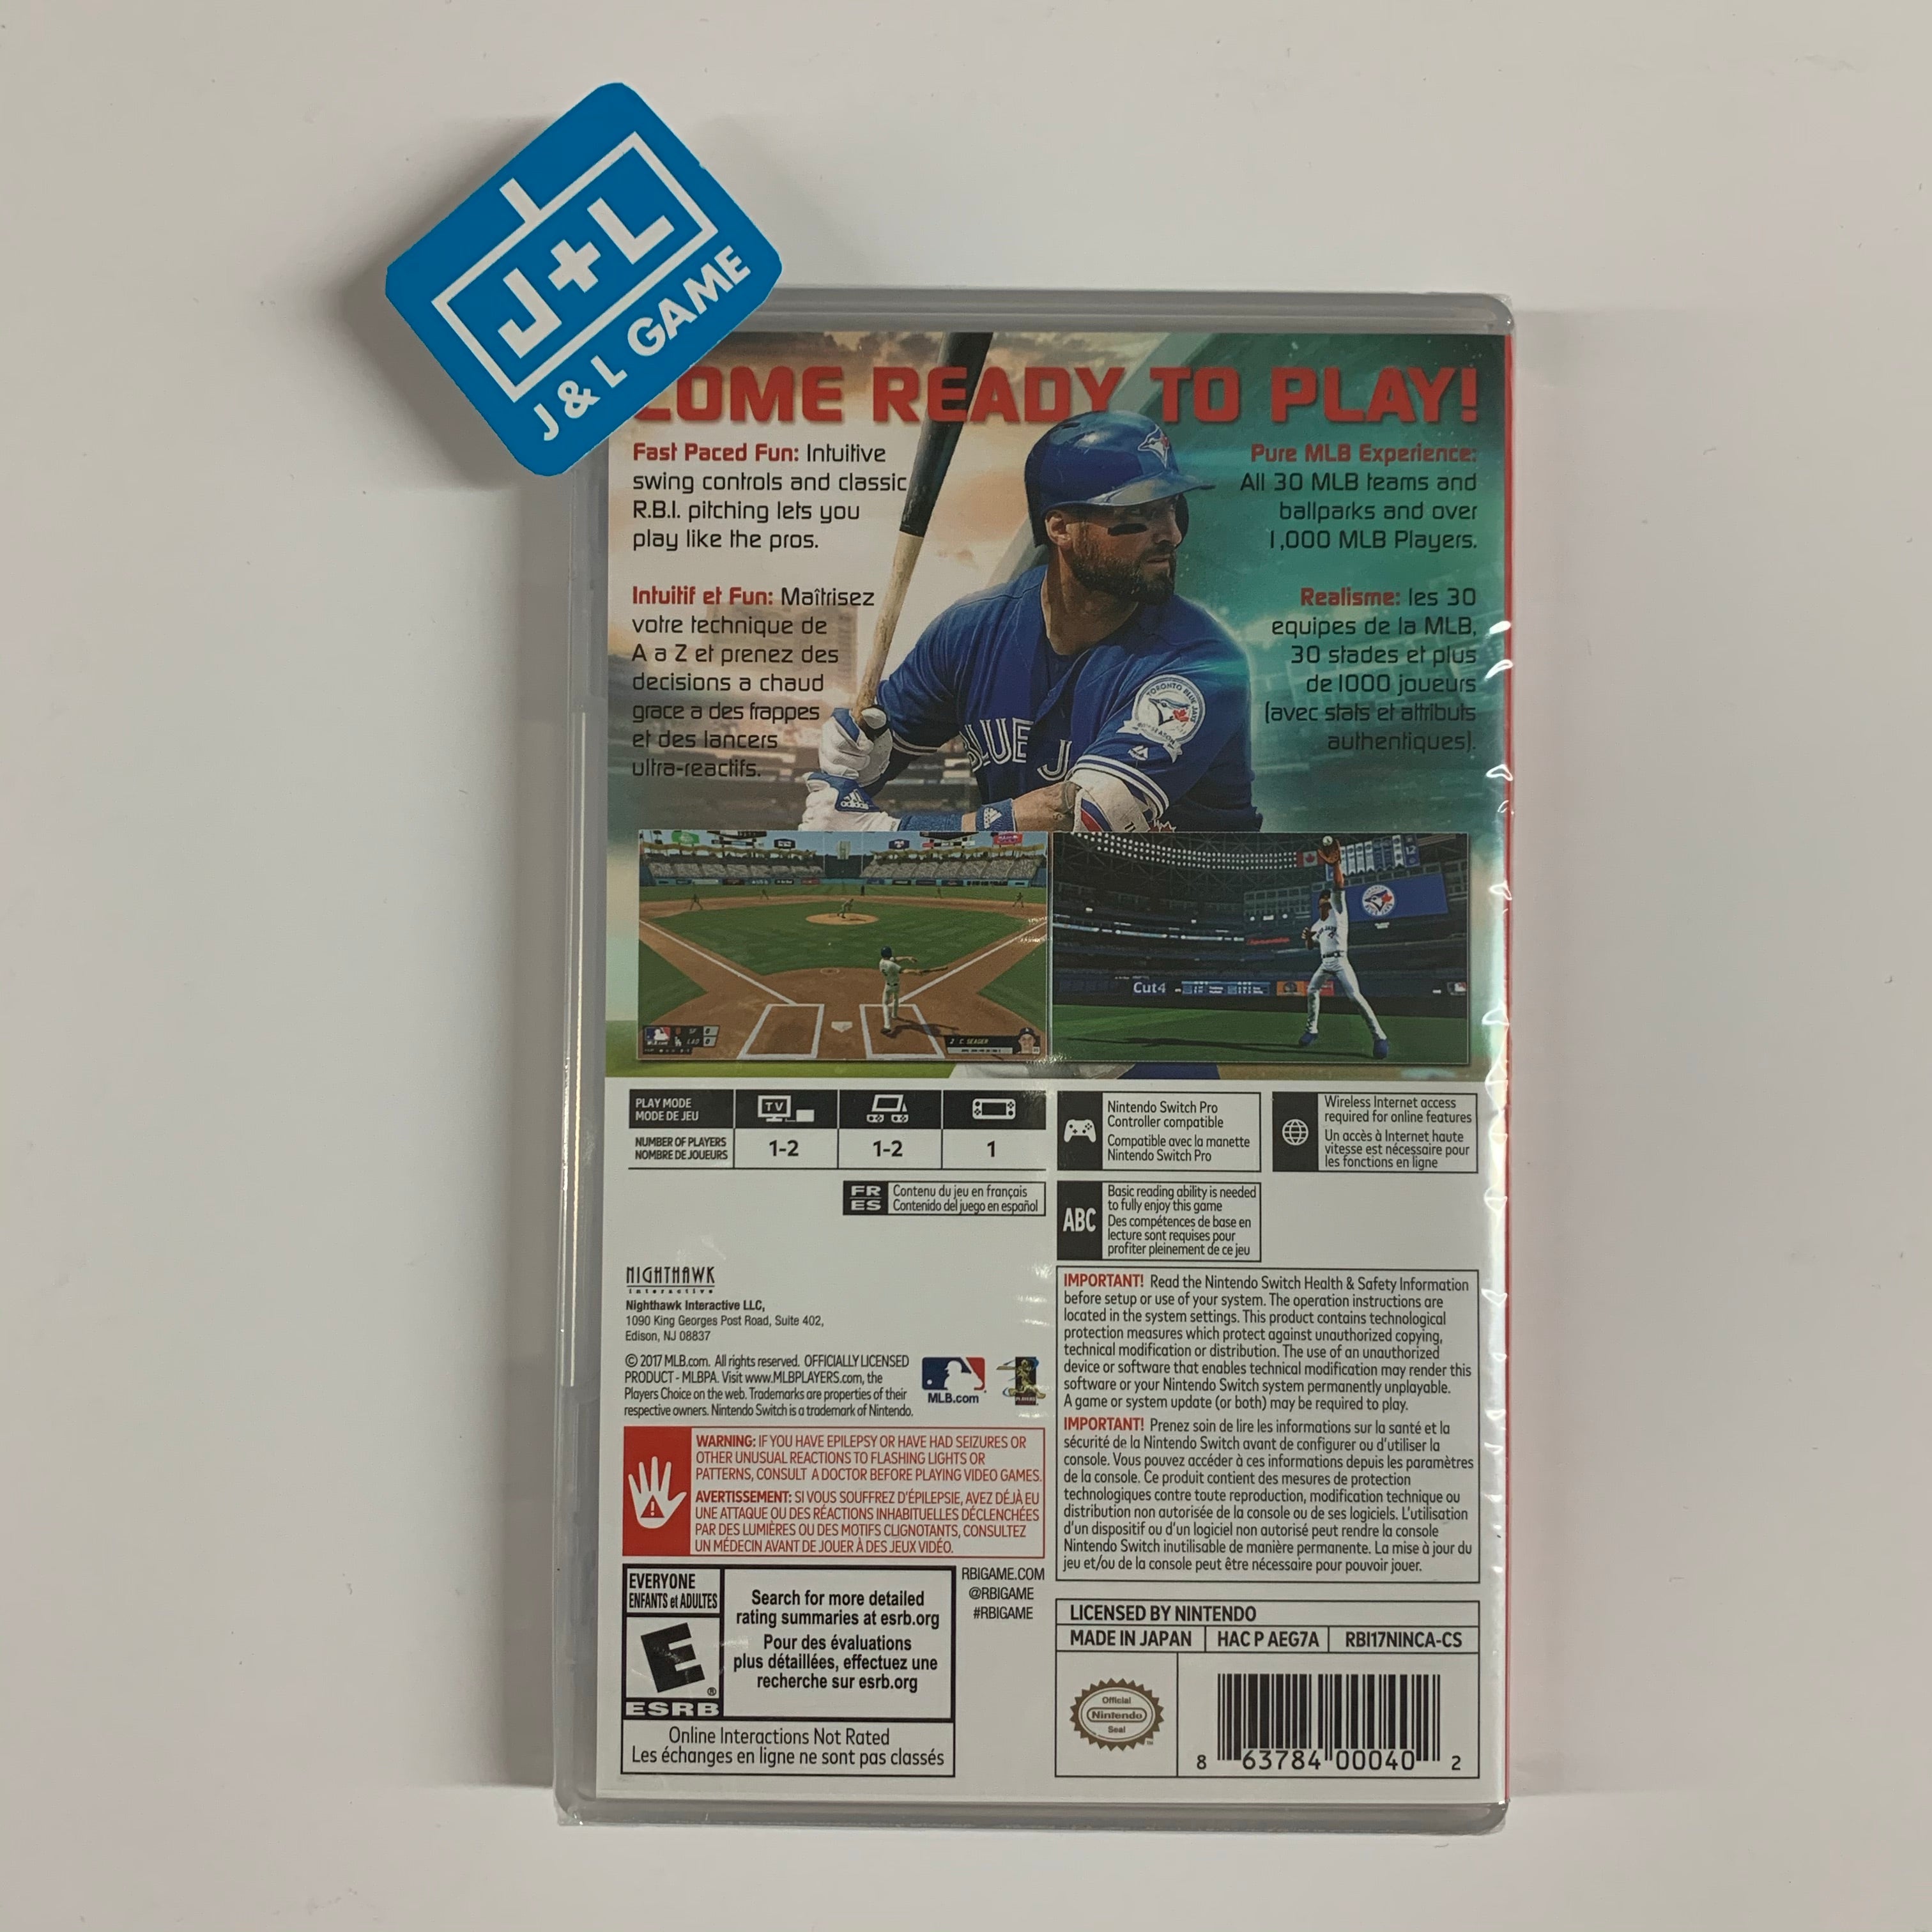 J+L
J & L GAME
COME READY TO PLAY!
Fast Paced Fun: Intuitive
swing controls and classic
R.B.I. pitching lets you
play like the pros.
Intuitif et Fun: Maîtrisez
votre technique de
A a Z et prenez des
decisions a chaud
grace a des frappes
et des lancers
ultra-reactifs.
Pure MLB Experience:
All 30 MLB teams and
ballparks and over
1,000 MLB Players.
Realisme: les 30
equipes de la MLB,
30 stades et plus
de 1000 joueurs
(avec stats et attributs
authentiques).
TORONTO BLUE JAYS
BLUE J
adidas
SF 0
LAD 0
2 C. SEAGER
Cut4
PLAY MODE
MODE DE JEU
TV
NUMBER OF PLAYERS
NOMBRE DE JOUEURS
1-2
1-2
1
FR
ES
Contenu du jeu en français
Contenido del juego en español
Nintendo Switch Pro
Controller compatible
Compatible avec la manette
Nintendo Switch Pro
Wireless Internet access
required for online features
Un accès à Internet haute
vitesse est nécessaire pour
les fonctions en ligne
ABC
Basic reading ability is needed
to fully enjoy this game
Des compétences de base en
lecture sont requises pour
profiter pleinement de ce jeu
NIGHTHAWK
interactive
Nighthawk Interactive LLC,
1090 King Georges Post Road, Suite 402,
Edison, NJ 08837
© 2017 MLB.com. All rights reserved. OFFICIALLY LICENSED
PRODUCT - MLBPA. Visit www.MLBPLAYERS.com, the
Players Choice on the web. Trademarks are properties of their
respective owners. Nintendo Switch is a trademark of Nintendo.
MLB.com
WARNING: IF YOU HAVE EPILEPSY OR HAVE HAD SEIZURES OR
OTHER UNUSUAL REACTIONS TO FLASHING LIGHTS OR
PATTERNS, CONSULT A DOCTOR BEFORE PLAYING VIDEO GAMES.
AVERTISSEMENT: SI VOUS SOUFFREZ D'ÉPILEPSIE, AVEZ DÉJÀ EU
UNE ATTAQUE OU DES RÉACTIONS INHABITUELLES DÉCLENCHÉES
PAR DES LUMIÈRES OU DES MOTIFS CLIGNOTANTS, CONSULTEZ
UN MÉDECIN AVANT DE JOUER À DES JEUX VIDÉO.
IMPORTANT! Read the Nintendo Switch Health & Safety Information
before setup or use of your system. The operation instructions are
located in the system settings. This product contains technological
protection measures which protect against unauthorized copying,
technical modification or distribution. The use of an unauthorized
device or software that enables technical modification may render this
software or your Nintendo Switch system permanently unplayable.
A game or system update (or both) may be required to play.
IMPORTANT! Prenez soin de lire les informations sur la santé et la
sécurité de la Nintendo Switch avant de configurer ou d'utiliser la
console. Vous pouvez accéder à ces informations depuis les paramètres
de la console. Ce produit contient des mesures de protection
technologiques contre toute reproduction, modification technique ou
distribution non autorisée de la console ou de ses logiciels. L'utilisation
d'un dispositif ou d'un logiciel non autorisé peut rendre la console
Nintendo Switch inutilisable de manière permanente. La mise à jour du
jeu et/ou de la console peut être nécessaire pour pouvoir jouer.
EVERYONE
ENFANTS et ADULTES
E
®
ESRB
Search for more detailed
rating summaries at esrb.org
Pour des évaluations
plus détaillées, effectuez une
recherche sur esrb.org
Online Interactions Not Rated
Les échanges en ligne ne sont pas classés
RBIGAME.COM
@RBIGAME
#RBIGAME
LICENSED BY NINTENDO
MADE IN JAPAN
HAC P AEG7A
RBI17NINCA-CS
Official
Nintendo
Seal
TM
8 63784 00040 2